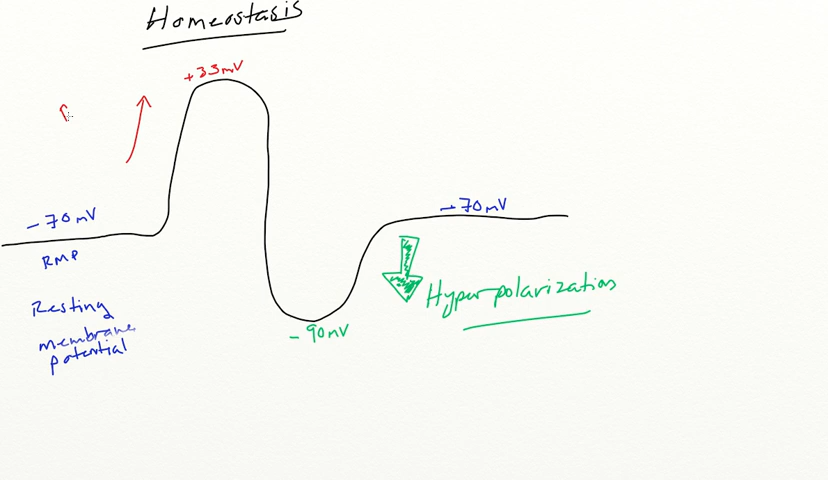 Homeostasis
+33mV
-70mV
-70mV
RMP
Hyperpolarization
Resting
membrane
potential
-90mV